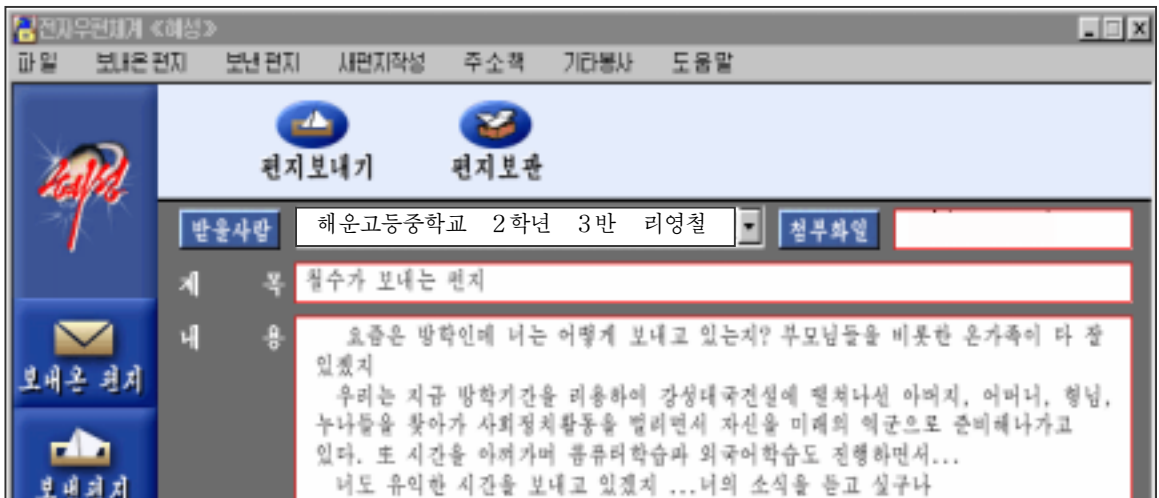 전자우편체계 《혜성》
파일 보내온편지 보낸편지 새편지작성 주소책 기타봉사 도움말
혜성
편지보내기 편지보관
받을사람 해운고등중학교 2학년 3반 리영철 첨부화일
제 목 철수가 보내는 편지
내 용 요즘은 방학인데 너는 어떻게 보내고 있는지? 부모님들을 비롯한 온가족이 다 잘
있겠지
우리는 지금 방학기간을 리용하여 강성대국건설에 떨쳐나선 아버지, 어머니, 형님,
누나들을 찾아가 사회정치활동을 벌리면서 자신을 미래의 역군으로 준비해나가고
있다. 또 시간을 아껴가며 콤퓨터학습과 외국어학습도 진행하면서...
너도 유익한 시간을 보내고 있겠지 ...너의 소식을 듣고 싶구나
보내온 편지
보낸편지